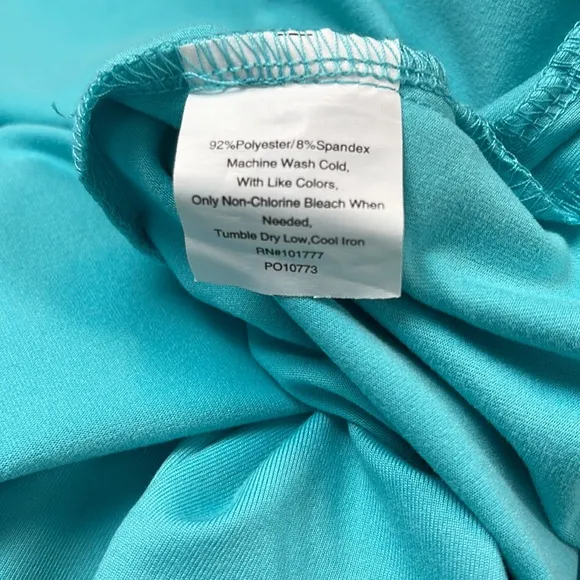 92%Polyester/8%Spandex
Machine Wash Cold,
With Like Colors,
Only Non-Chlorine Bleach When
Needed,
Tumble Dry Low,Cool Iron
RN#101777
PO10773